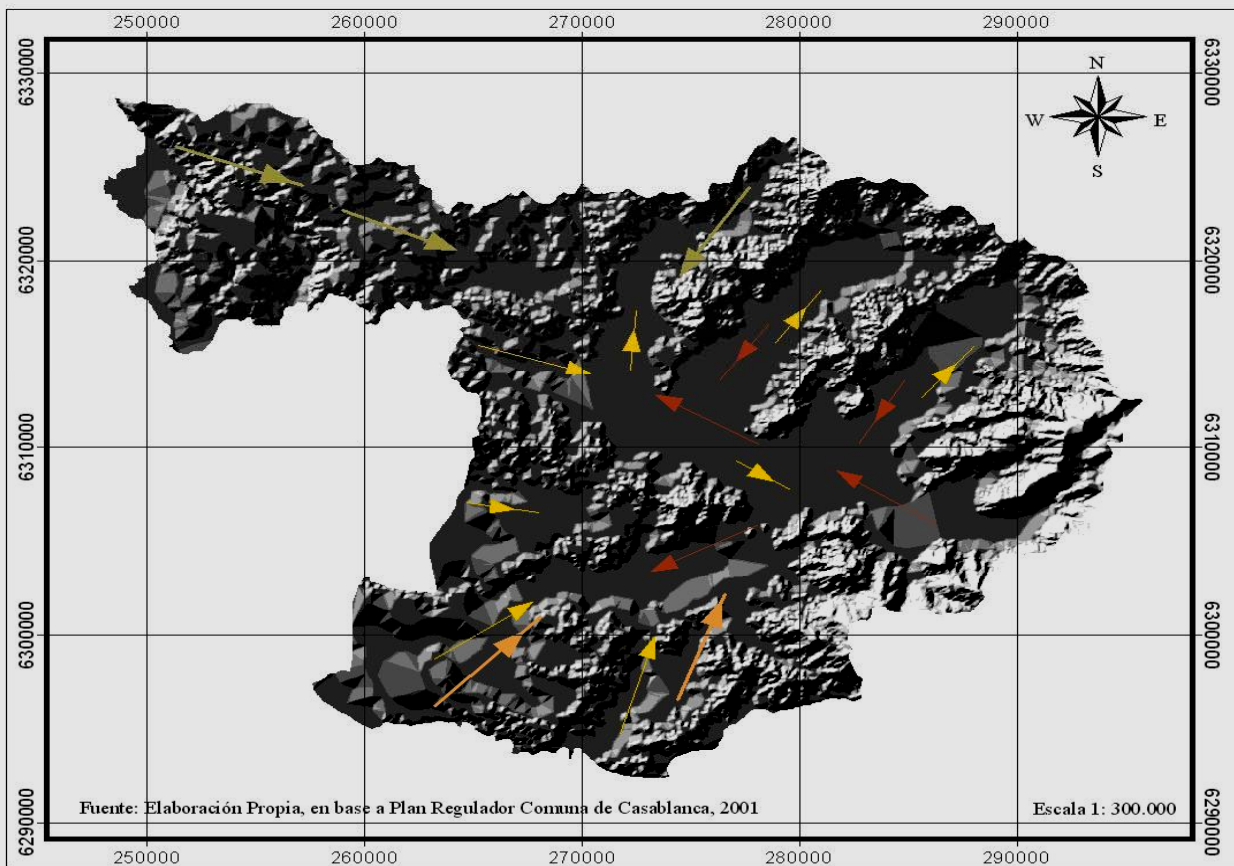 250000 260000 270000 280000 290000
6330000 6330000
N
W E
S
6320000 6320000
6310000 6310000
6300000 6300000
Fuente: Elaboración Propia, en base a Plan Regulador Comuna de Casablanca, 2001 Escala 1: 300.000
6290000 6290000
250000 260000 270000 280000 290000